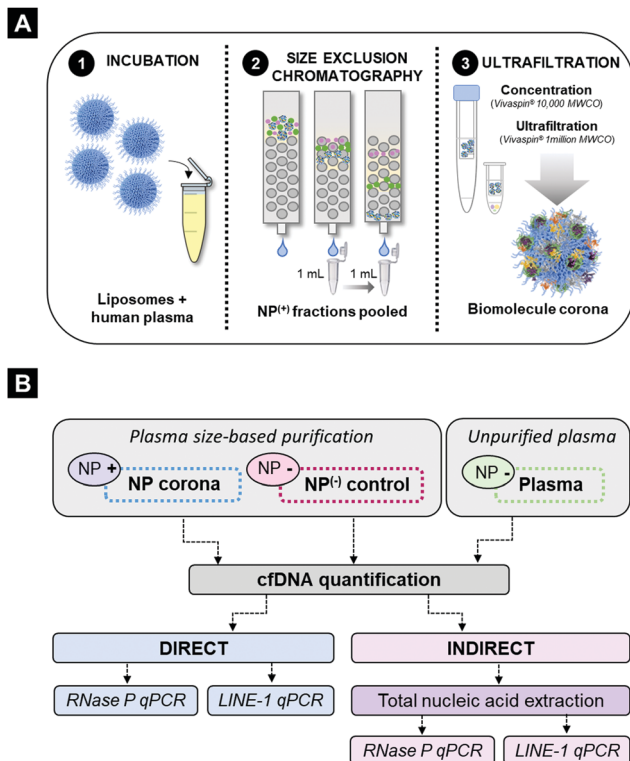 A
1 INCUBATION
Liposomes +
human plasma
2 SIZE EXCLUSION
CHROMATOGRAPHY
1 mL 1 mL
NP(+) fractions pooled
3 ULTRAFILTRATION
Concentration
(Vivaspin® 10,000 MWCO)
Ultrafiltration
(Vivaspin® 1million MWCO)
Biomolecule corona
B
Plasma size-based purification
NP + NP corona
NP - NP(-) control
Unpurified plasma
NP - Plasma
cfDNA quantification
DIRECT
RNase P qPCR
LINE-1 qPCR
INDIRECT
Total nucleic acid extraction
RNase P qPCR
LINE-1 qPCR